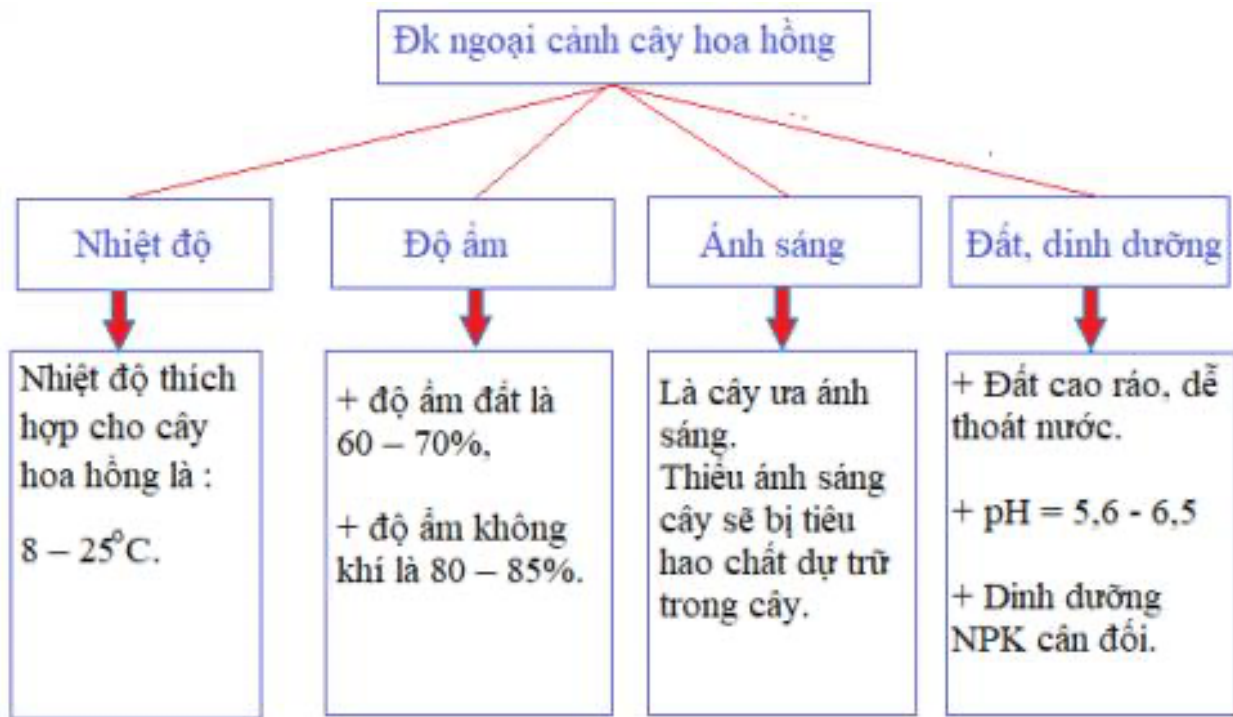 Đk ngoại cảnh cây hoa hồng
Nhiệt độ
Độ ẩm
Ánh sáng
Đất, dinh dưỡng
Nhiệt độ thích
hợp cho cây
hoa hồng là :
8 – 25⁰C.
+ độ ẩm đất là
60 – 70%,
+ độ ẩm không
khí là 80 – 85%.
Là cây ưa ánh
sáng.
Thiếu ánh sáng
cây sẽ bị tiêu
hao chất dự trữ
trong cây.
+ Đất cao ráo, dễ
thoát nước.
+ pH = 5,6 - 6,5
+ Dinh dưỡng
NPK cân đối.